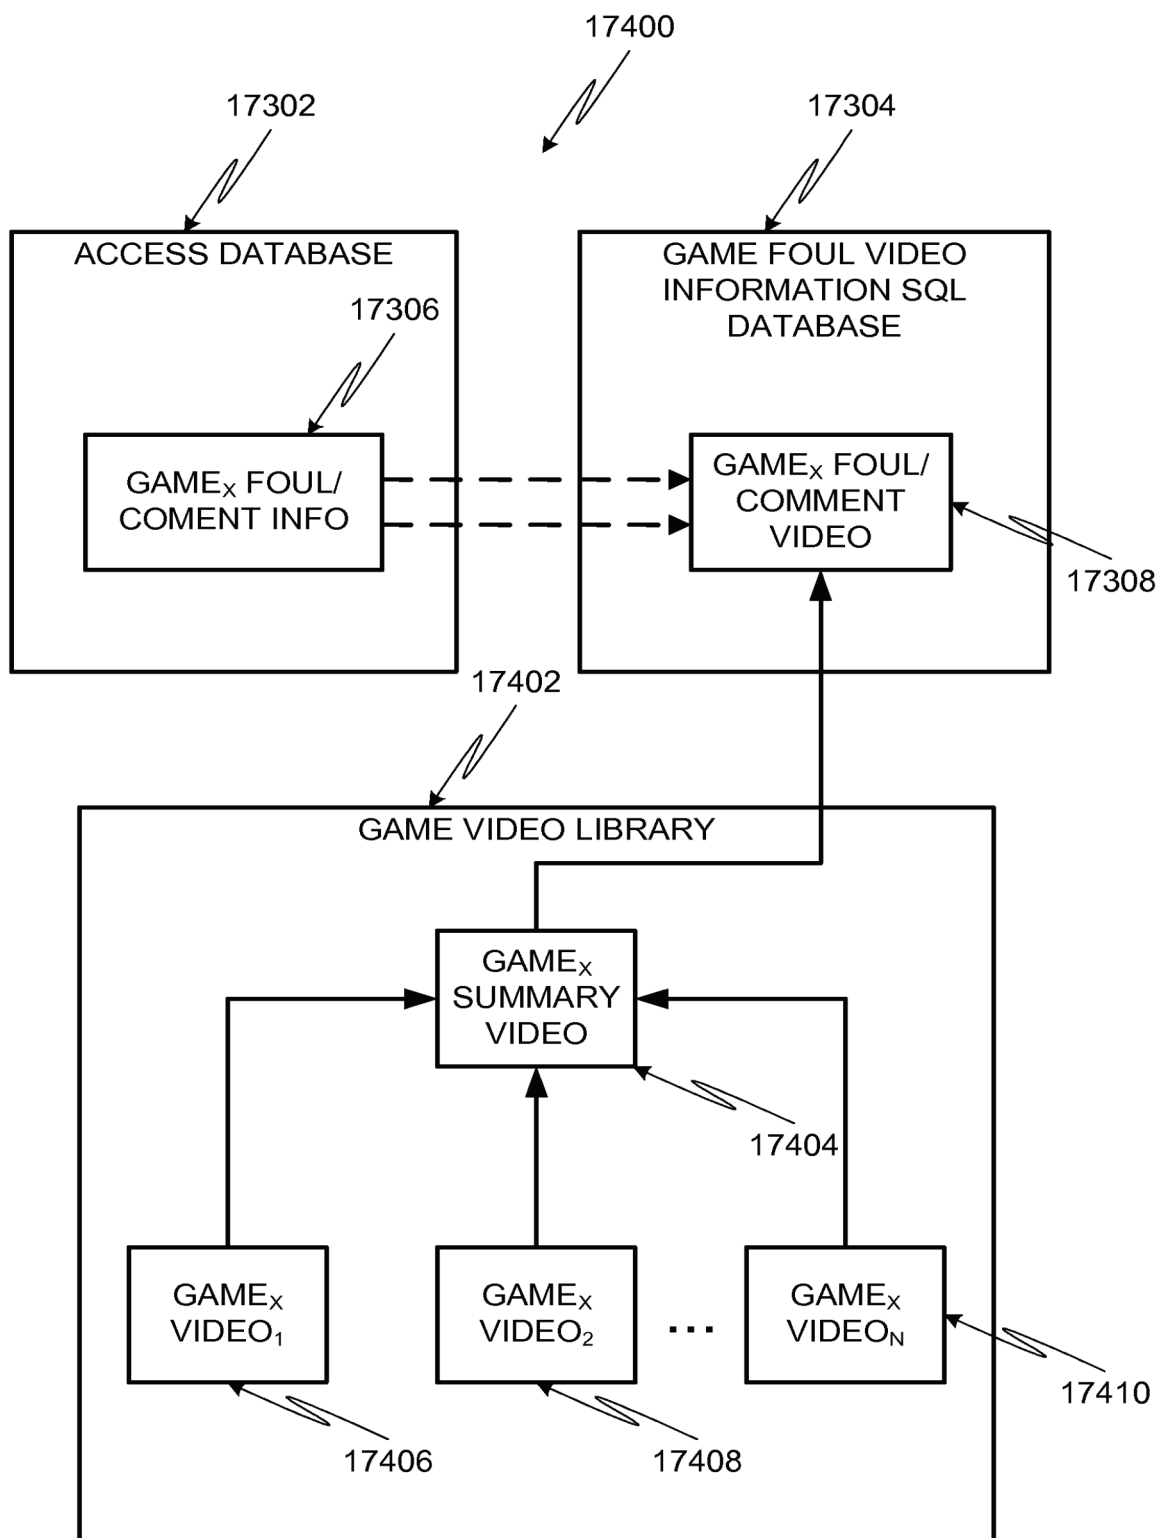 17400
17302
17304
ACCESS DATABASE
GAME FOUL VIDEO
INFORMATION SQL
DATABASE
17306
GAMEX FOUL/
COMENT INFO
GAMEX FOUL/
COMMENT
VIDEO
17308
17402
GAME VIDEO LIBRARY
GAMEX
SUMMARY
VIDEO
17404
GAMEX
VIDEO1
GAMEX
VIDEO2
...
GAMEX
VIDEON
17410
17406
17408